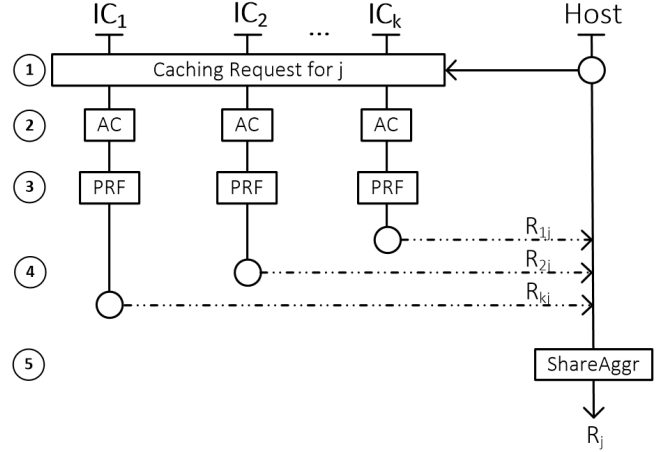 IC1 IC2 ... ICk Host
1 Caching Request for j
2 AC AC AC
3 PRF PRF PRF
R1j
4 R2j
Rkj
5 ShareAggr
Rj